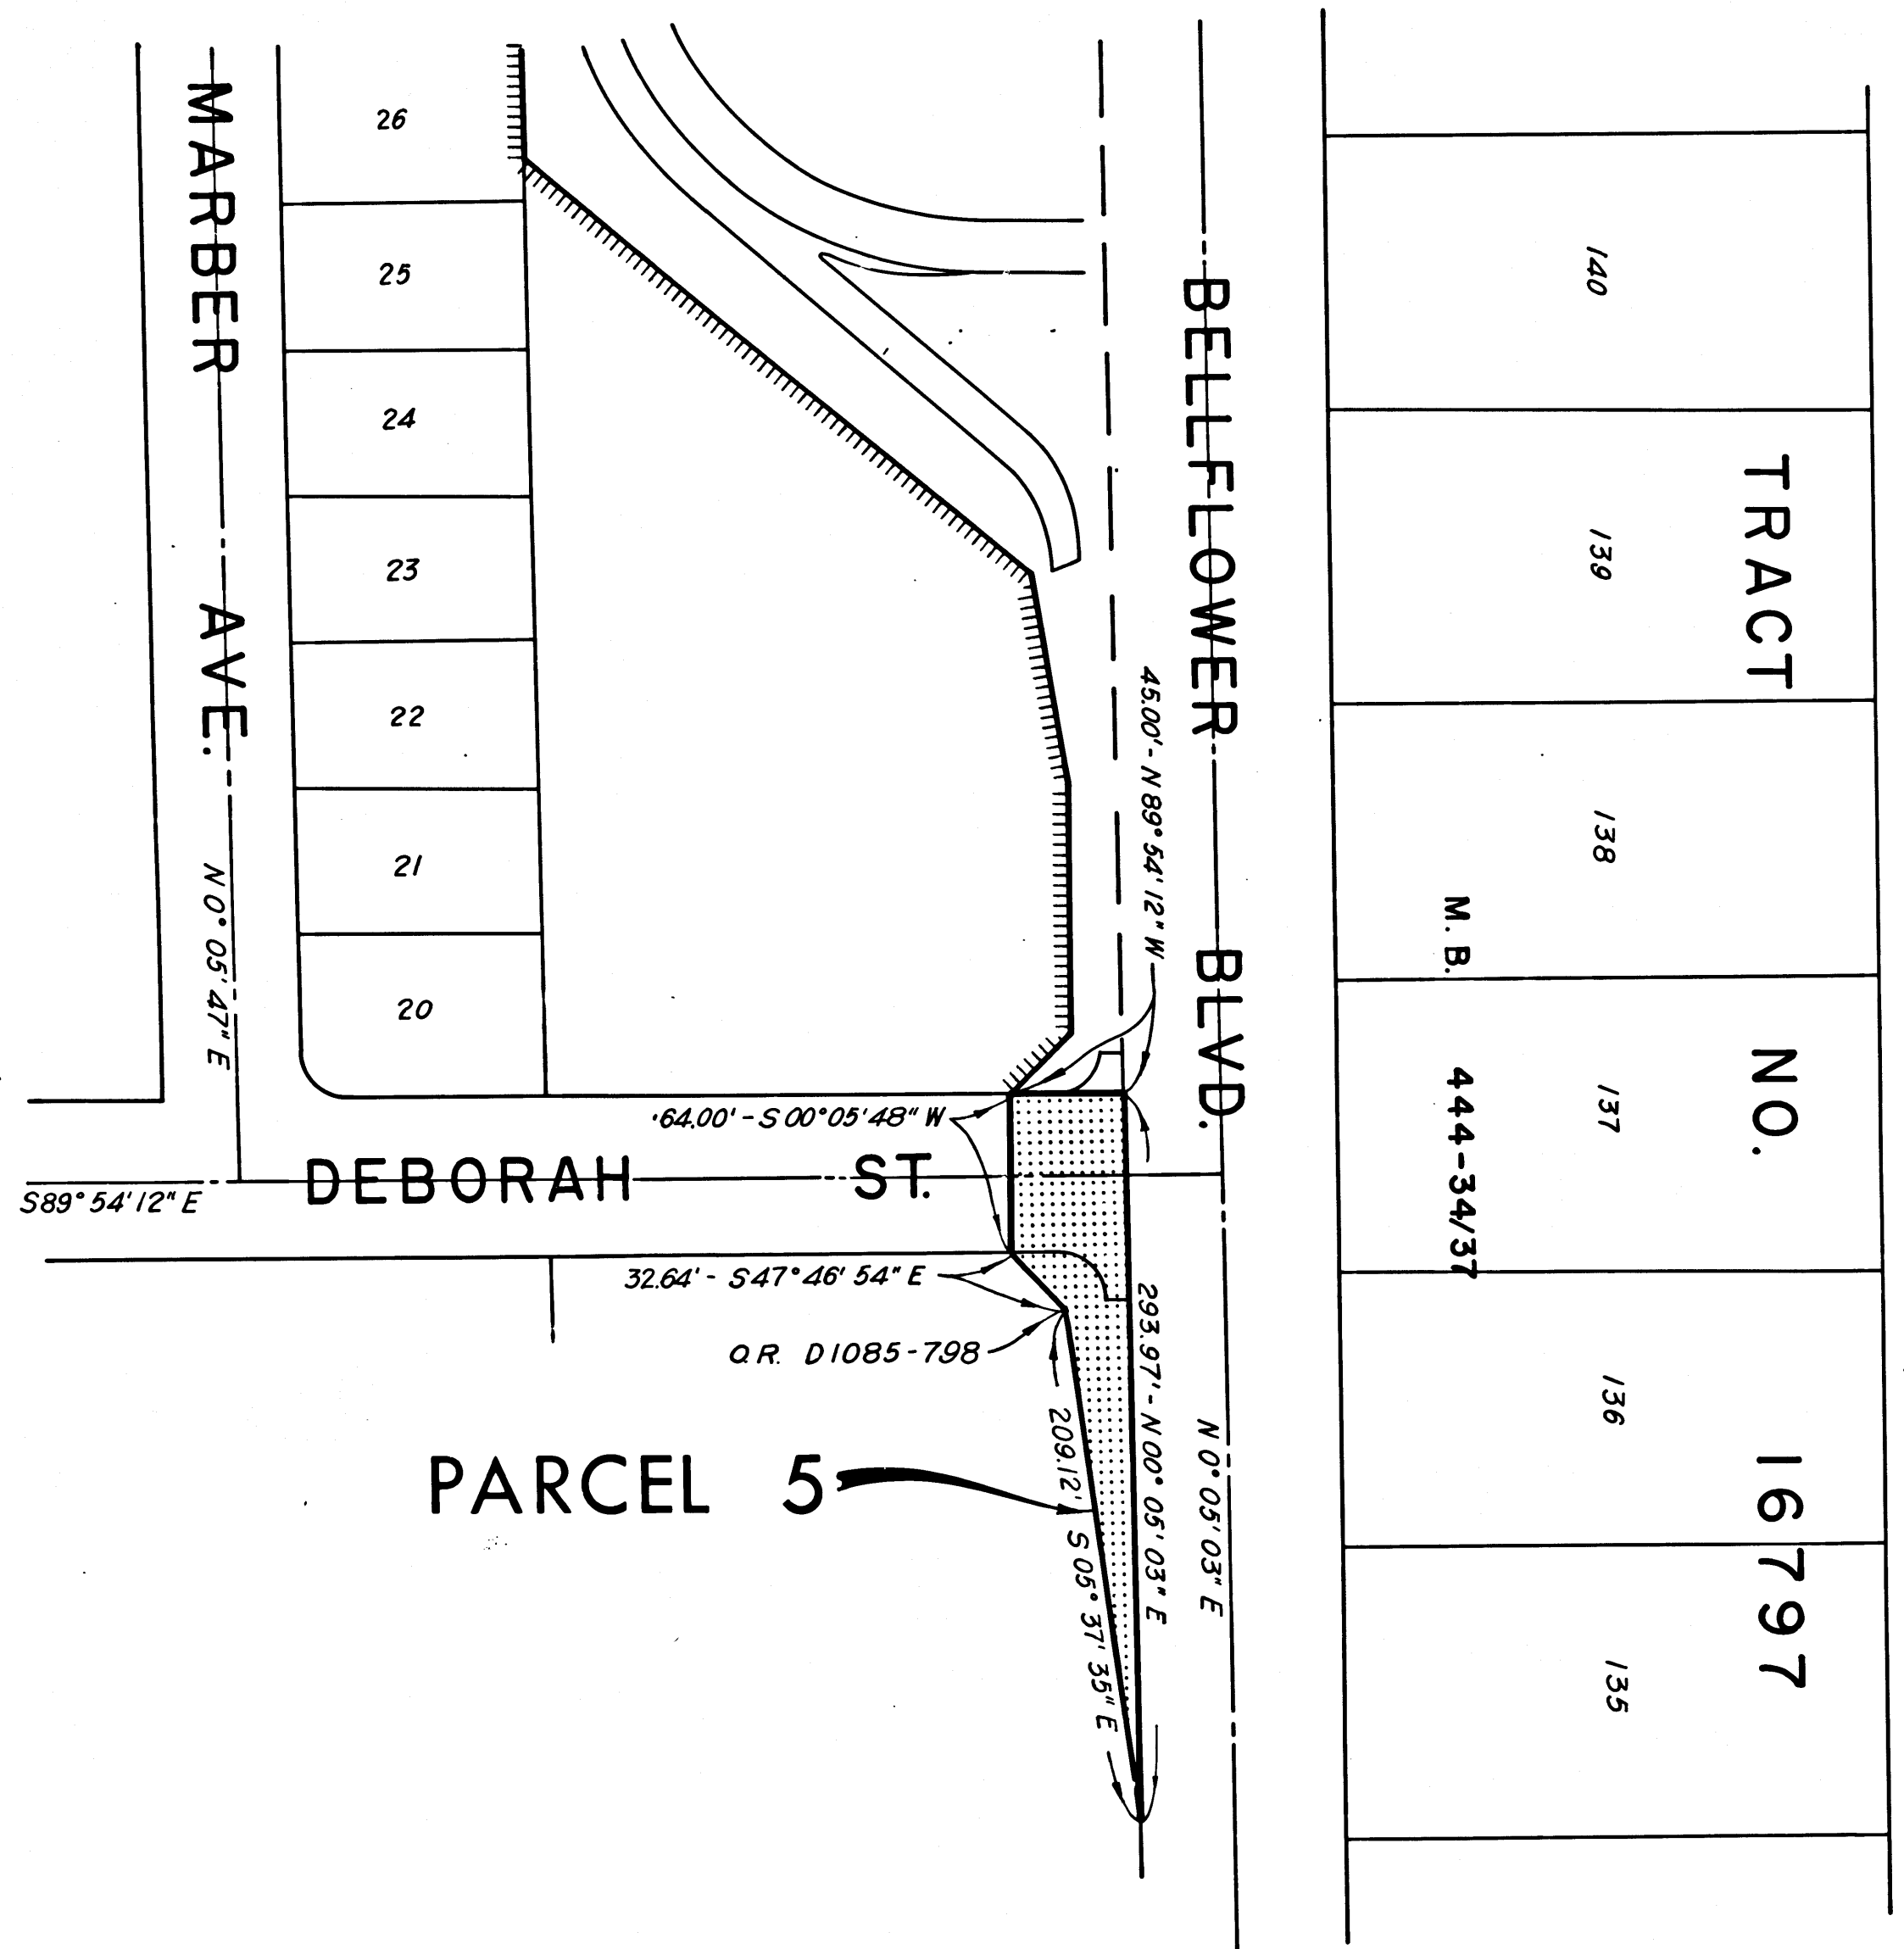 MARBER AVE.
N 0° 05' 47" E
26
25
24
23
22
21
20
BELLFLOWER BLVD.
N 0° 05' 03" E
45.00' - N 89° 54' 12" W
.64.00' - S 00° 05' 48" W
DEBORAH ST.
S 89° 54' 12" E
32.64' - S 47° 46' 54" E
O.R. D1085-798
293.97' - N 00° 05' 03" E
209.12' S 05° 37' 35" E
PARCEL 5
140
139
138
137
136
135
M. B. 444-34/37
TRACT NO. 16797